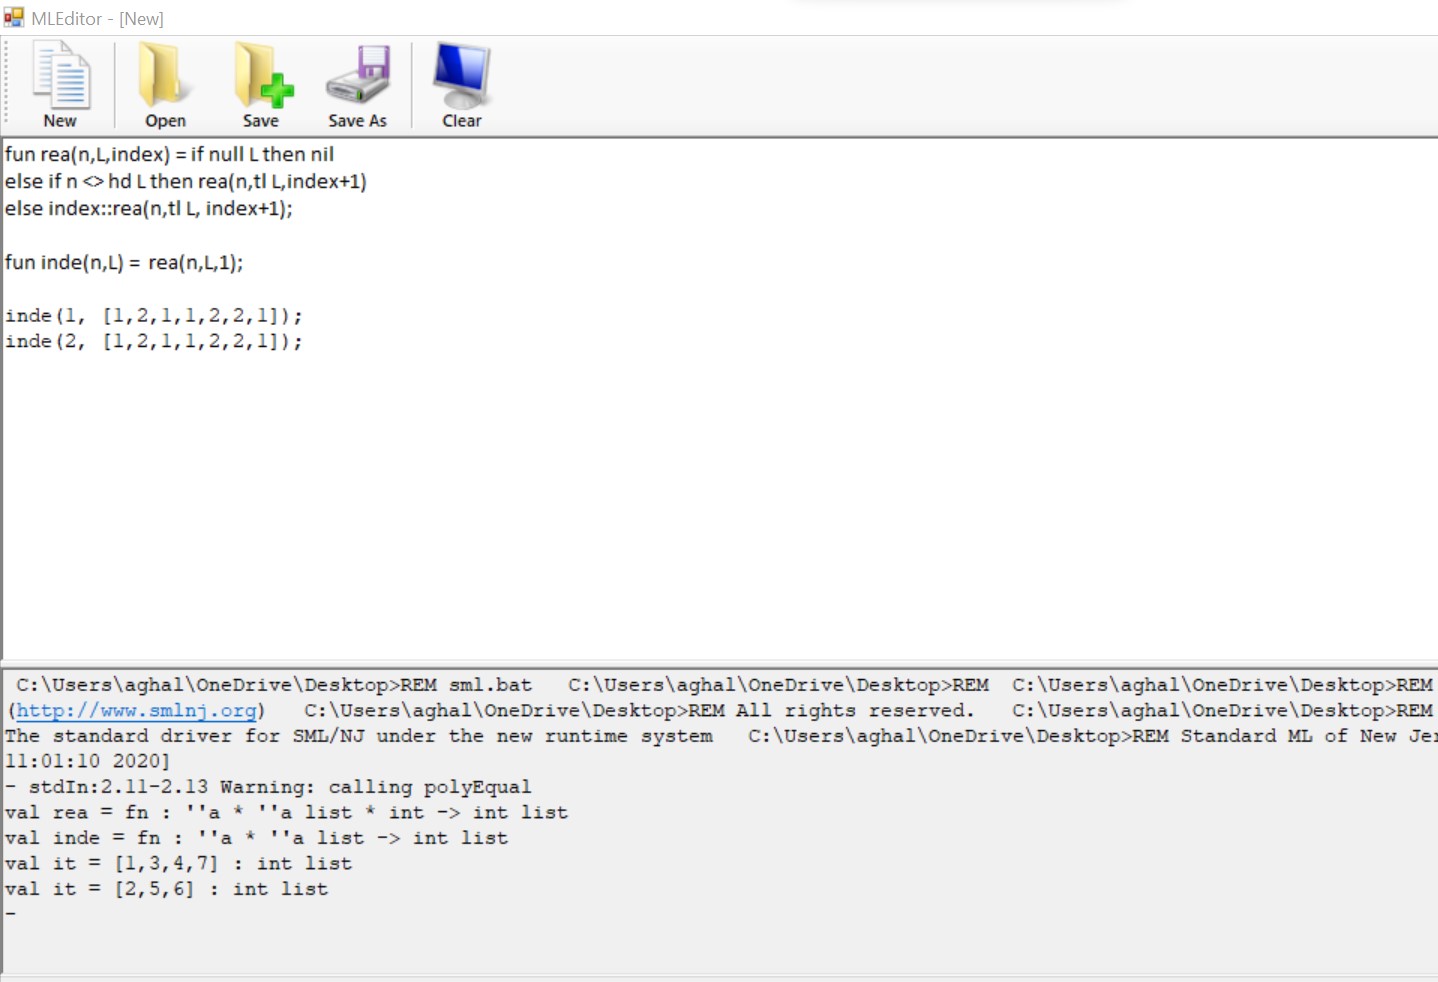 MLEditor - [New]
New Open Save Save As Clear
fun rea(n,L,index) = if null L then nil
else if n <> hd L then rea(n,tl L,index+1)
else index::rea(n,tl L, index+1);
fun inde(n,L) = rea(n,L,1);
inde(1, [1,2,1,1,2,2,1]);
inde(2, [1,2,1,1,2,2,1]);
C:\Users\aghal\OneDrive\Desktop>REM sml.bat C:\Users\aghal\OneDrive\Desktop>REM C:\Users\aghal\OneDrive\Desktop>REM
(http://www.smlnj.org) C:\Users\aghal\OneDrive\Desktop>REM All rights reserved. C:\Users\aghal\OneDrive\Desktop>REM
The standard driver for SML/NJ under the new runtime system C:\Users\aghal\OneDrive\Desktop>REM Standard ML of New Jer
11:01:10 2020]
- stdIn:2.11-2.13 Warning: calling polyEqual
val rea = fn : ''a * ''a list * int -> int list
val inde = fn : ''a * ''a list -> int list
val it = [1,3,4,7] : int list
val it = [2,5,6] : int list
-